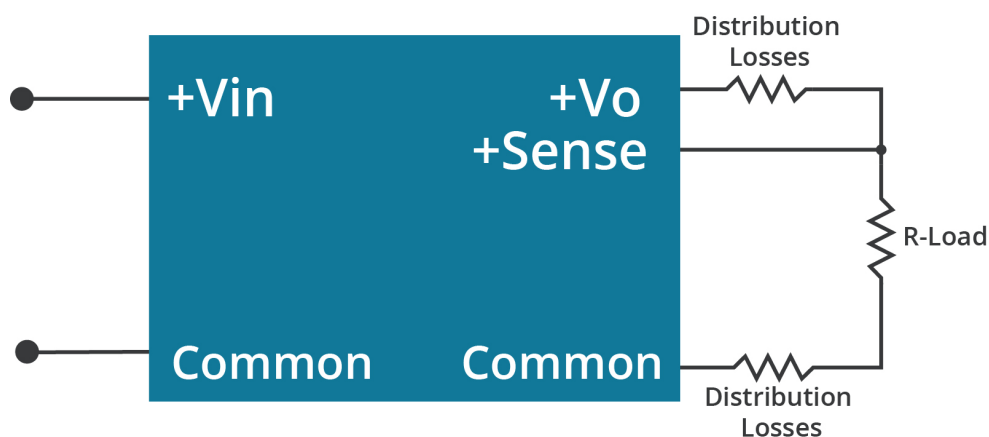 Distribution
Losses
+Vin
+Vo
+Sense
R-Load
Common
Common
Distribution
Losses